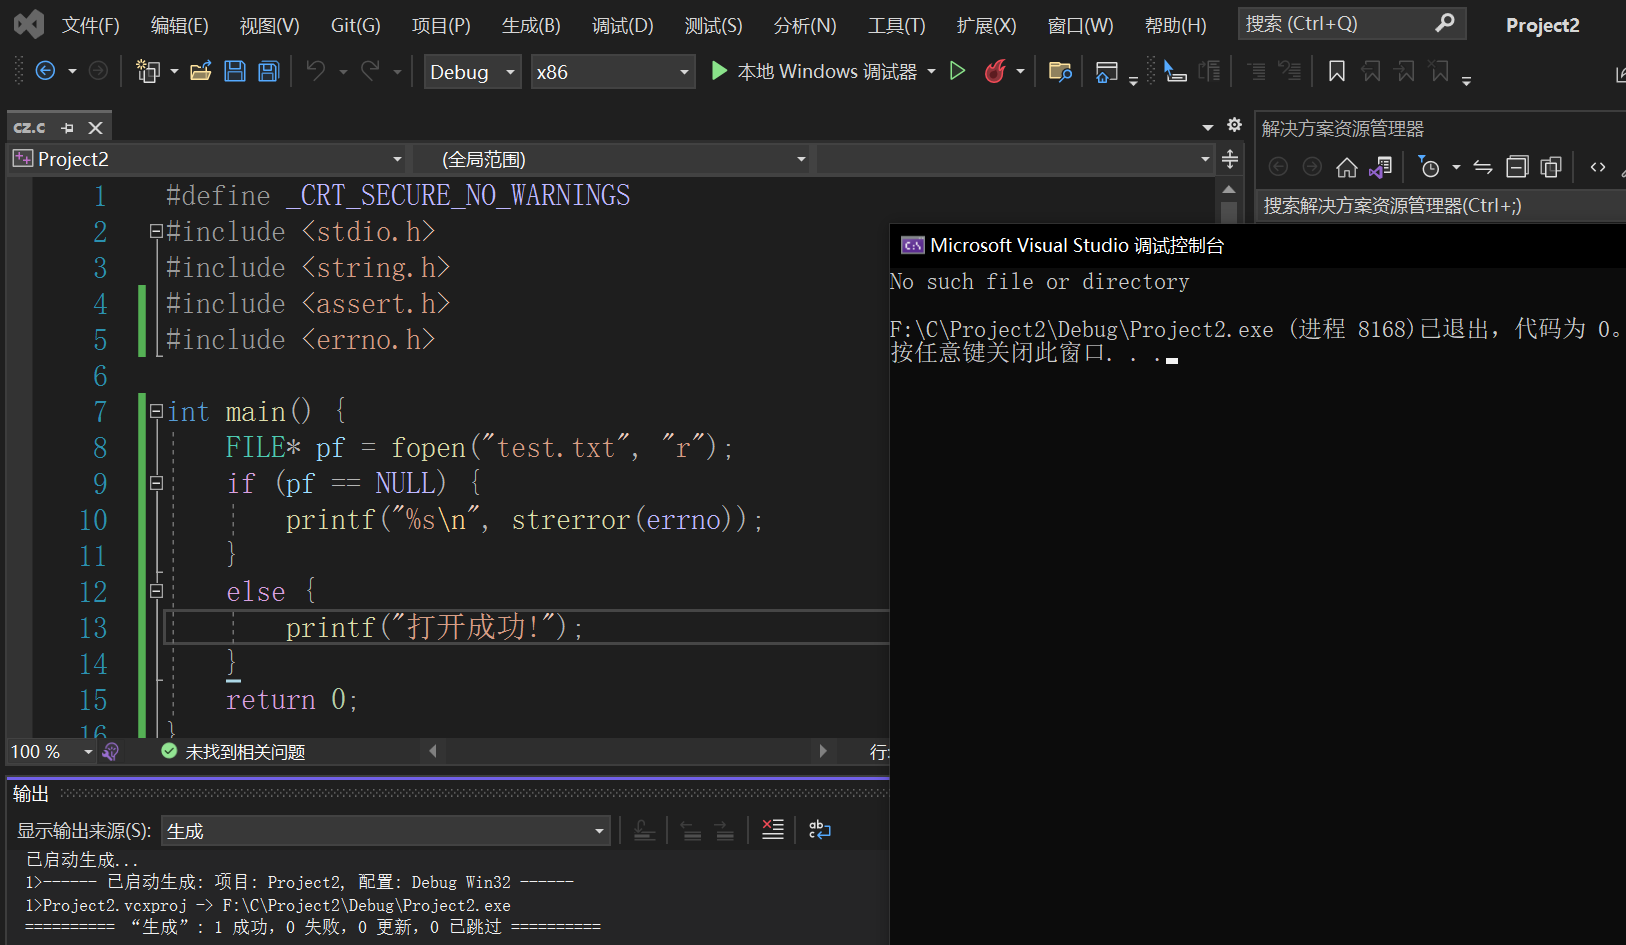 文件(F) 编辑(E) 视图(V) Git(G) 项目(P) 生成(B) 调试(D) 测试(S) 分析(N) 工具(T) 扩展(X) 窗口(W) 帮助(H) 搜索 (Ctrl+Q) Project2
Debug x86 本地 Windows 调试器
cz.c
Project2 (全局范围)
1 #define _CRT_SECURE_NO_WARNINGS
2 #include <stdio.h>
3 #include <string.h>
4 #include <assert.h>
5 #include <errno.h>
6
7 int main() {
8 FILE* pf = fopen("test.txt", "r");
9 if (pf == NULL) {
10 printf("%s\n", strerror(errno));
11 }
12 else {
13 printf("打开成功!");
14 }
15 return 0;
16 }
100 % 未找到相关问题 行:
输出
显示输出来源(S): 生成
已启动生成...
1>------ 已启动生成: 项目: Project2, 配置: Debug Win32 ------
1>Project2.vcxproj -> F:\C\Project2\Debug\Project2.exe
========== “生成”: 1 成功，0 失败，0 更新，0 已跳过 ==========
解决方案资源管理器
搜索解决方案资源管理器(Ctrl+;)
Microsoft Visual Studio 调试控制台
No such file or directory
F:\C\Project2\Debug\Project2.exe (进程 8168)已退出，代码为 0。
按任意键关闭此窗口. . .